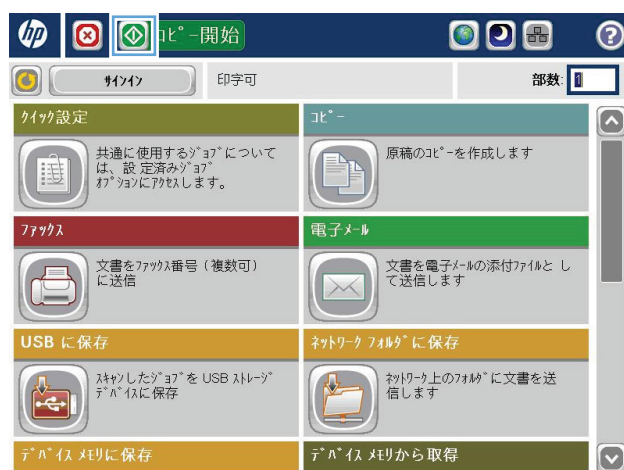 hp
ｺﾋﾟｰ開始
ｻｲﾝｲﾝ
印字可
部数: 1
ｸｲｯｸ設定
共通に使用するｼﾞｮﾌﾞについて
は、設 定済みｼﾞｮﾌﾞ
ｵﾌﾟｼｮﾝにｱｸｾｽしま す。
ｺﾋﾟｰ
原稿のｺﾋﾟｰを作成します
ﾌｧｯｸｽ
文書をﾌｧｯｸｽ番号 (複数可)
に送信
電子ﾒｰﾙ
文書を電子ﾒｰﾙの添付ﾌｧｲﾙと し
て送信しま す
USB に保存
ｽｷｬﾝしたｼﾞｮﾌﾞを USB ｽﾄﾚｰｼﾞ
ﾃﾞﾊﾞｲｽに保存
ﾈｯﾄﾜｰｸ ﾌｫﾙﾀﾞに保存
ﾈｯﾄﾜｰｸ上のﾌｫﾙﾀﾞに文書を送
信します
ﾃﾞﾊﾞｲｽ ﾒﾓﾘに保存
ﾃﾞﾊﾞｲｽ ﾒﾓﾘから取得